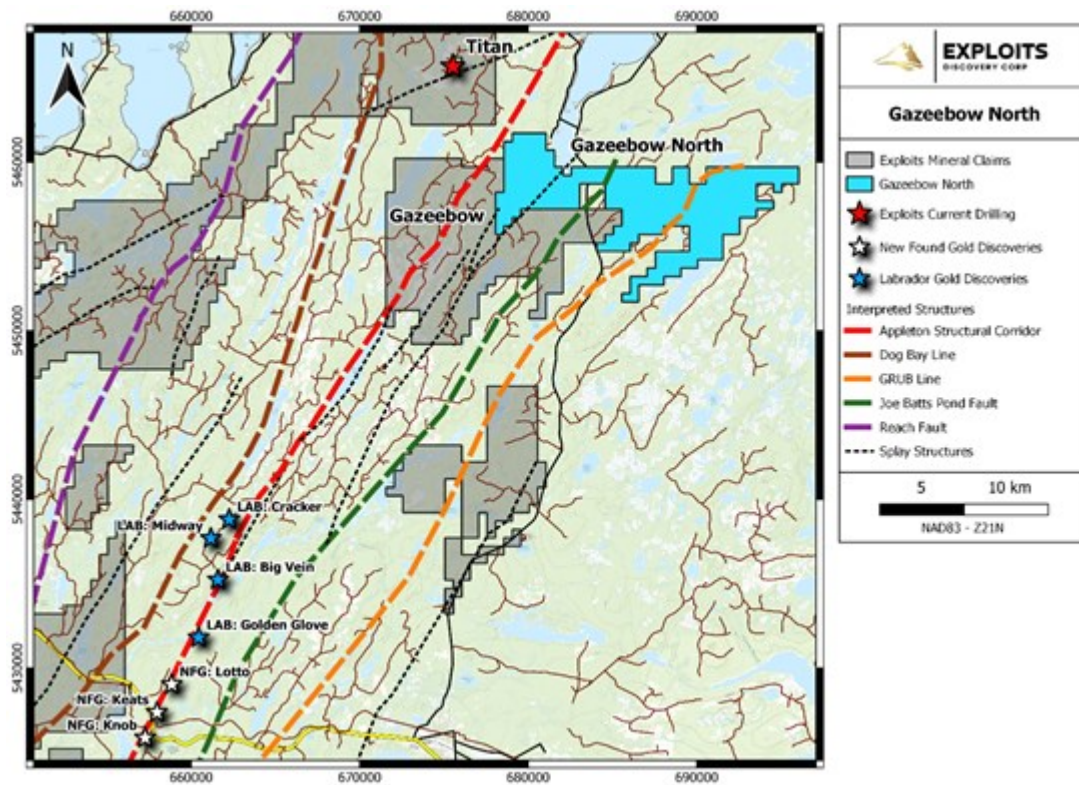 660000
670000
680000
690000
N
Titan
Gazeebow North
Gazeebow
5460000
5450000
5440000
5430000
LAB: Cracker
LAB: Midway
LAB: Big Vein
LAB: Golden Glove
NFG: Lotto
NFG: Keats
NFG: Knob
660000
670000
680000
690000
EXPLOITS
DISCOVERY CORP
Gazeebow North
Exploits Mineral Claims
Gazeebow North
Exploits Current Drilling
New Found Gold Discoveries
Labrador Gold Discoveries
Interpreted Structures
Appleton Structural Corridor
Dog Bay Line
GRUB Line
Joe Batts Pond Fault
Reach Fault
Splay Structures
5 10 km
NAD83 - Z21N